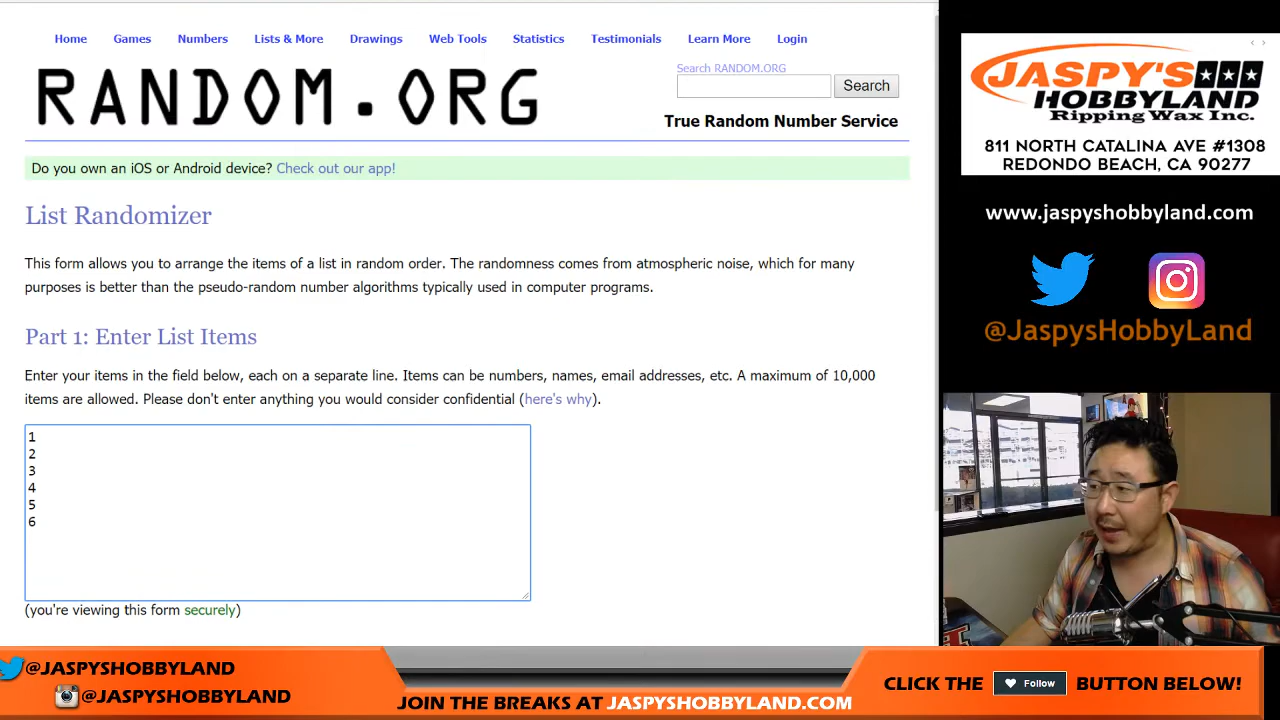 Home Games Numbers Lists & More Drawings Web Tools Statistics Testimonials Learn More Login
RANDOM.ORG
Search RANDOM.ORG
Search
True Random Number Service
Do you own an iOS or Android device? Check out our app!
List Randomizer
This form allows you to arrange the items of a list in random order. The randomness comes from atmospheric noise, which for many
purposes is better than the pseudo-random number algorithms typically used in computer programs.
Part 1: Enter List Items
Enter your items in the field below, each on a separate line. Items can be numbers, names, email addresses, etc. A maximum of 10,000
items are allowed. Please don't enter anything you would consider confidential (here's why).
1
2
3
4
5
6
(you're viewing this form securely)
JASPY'S
HOBBYLAND
Ripping Wax Inc.
811 NORTH CATALINA AVE #1308
REDONDO BEACH, CA 90277
www.jaspyshobbyland.com
@JaspysHobbyLand
@JASPYSHOBBYLAND
@JASPYSHOBBYLAND
JOIN THE BREAKS AT JASPYSHOBBYLAND.COM
CLICK THE Follow BUTTON BELOW!